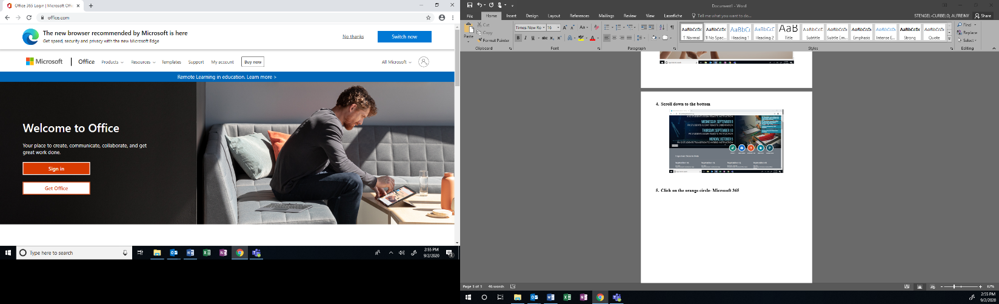 Office 365 Login | Microsoft Offic
office.com
The new browser recommended by Microsoft is here
Get speed, security and privacy with the new Microsoft Edge
No thanks
Switch now
Microsoft | Office Products Resources Templates Support My account Buy now All Microsoft
Remote Learning in education. Learn more >
Welcome to Office
Your place to create, communicate, collaborate, and get
great work done.
Sign in
Get Office
Type here to search
2:55 PM
9/2/2020
2
Document1 - Word
File Home Insert Design Layout References Mailings Review View Laserfiche Tell me what you want to do...
STENGEL-CURBELO, ALFREINY Share
Paste
Cut
Copy
Format Painter
Clipboard
Times New Ro 16
Font
Paragraph
AaBbCcDc AaBbCcDc AaBbCc AaBbCcE AaB AaBbCcC AaBbCcDc AaBbCcDc AaBbCcDc AaBbCcDc AaBbCcDc
¶ Normal ¶ No Spac... Heading 1 Heading 2 Title Subtitle Subtle Em... Emphasis Intense E... Strong Quote
Styles
Find
Replace
Select
Editing
4. Scroll down to the bottom
WEDNESDAY, SEPTEMBER 9
THURSDAY, SEPTEMBER 10
MONDAY, OCTOBER 5
5. Click on the orange circle- Microsoft 365
Page 3 of 3 46 words
62%
2:55 PM
9/2/2020